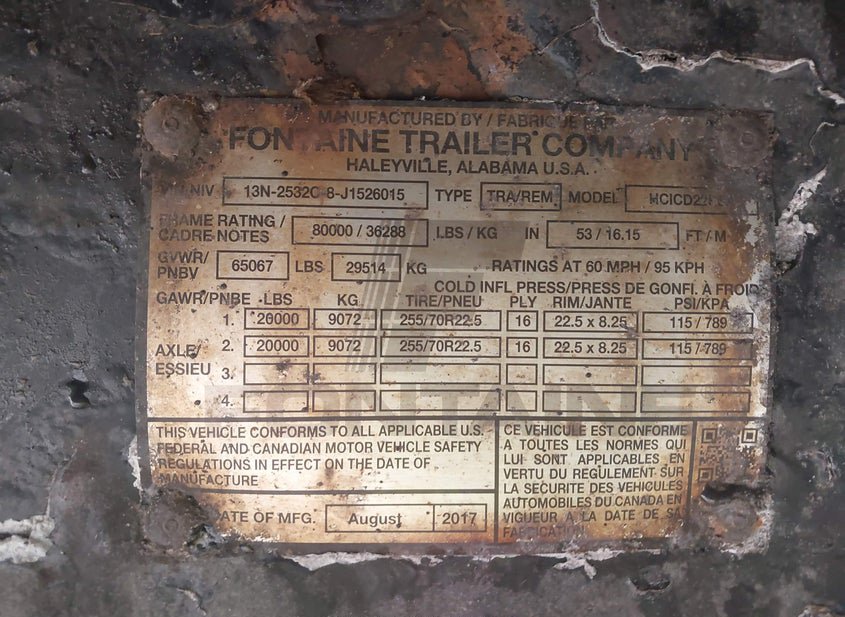 MANUFACTURED BY / FABRIQUE PAR
FONTAINE TRAILER COMPANY
HALEYVILLE, ALABAMA U.S.A.
13N-2532C-8-J1526015 TYPE TRA/REM MODEL
FRAME RATING / CADRE-NOTES 80000 / 36288 LBS / KG IN 53 / 16.15 FT / M
GVWR/ PNBV 65067 LBS 29514 KG RATINGS AT 60 MPH / 95 KPH
COLD INFL PRESS/PRESS DE GONFI. À FROID
GAWR/PNBE LBS KG TIRE/PNEU PLY RIM/JANTE PSI/KPA
1. 20000 9072 255/70R22.5 16 22.5 x 8.25 115 / 789
AXLE/ ESSIEU
2. 20000 9072 255/70R22.5 16 22.5 x 8.25 115 / 789
3.
4.
FONTAINE
THIS VEHICLE CONFORMS TO ALL APPLICABLE U.S.
FEDERAL AND CANADIAN MOTOR VEHICLE SAFETY
REGULATIONS IN EFFECT ON THE DATE OF
MANUFACTURE
DATE OF MFG. August 2017
CE VEHICULE EST CONFORME
A TOUTES LES NORMES QUI
LUI SONT APPLICABLES EN
VERTU DU REGULEMENT SUR
LA SECURITE DES VEHICULES
AUTOMOBILES DU CANADA EN
VIGUEUR A LA DATE DE SA
FABRICATION.